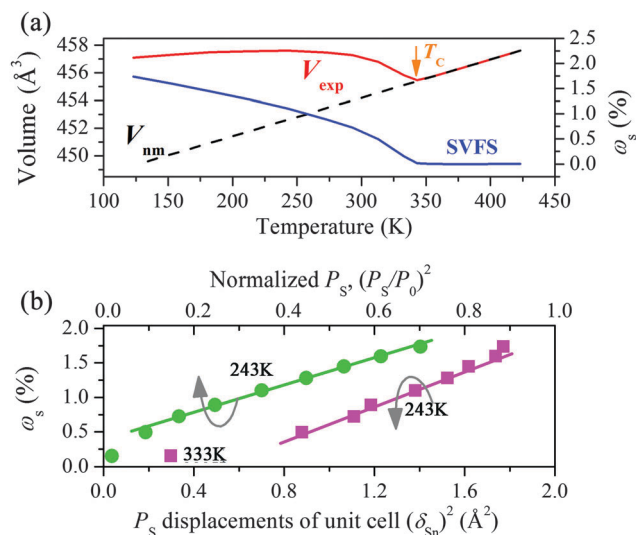 (a)
458
456
454
452
450
Volume (Å³)
T_C
V_exp
V_nm
SVFS
2.5
2.0
1.5
1.0
0.5
0.0
ω_s (%)
100 150 200 250 300 350 400 450
Temperature (K)
Normalized P_S, (P_S/P_0)²
(b)
0.0 0.2 0.4 0.6 0.8 1.0
2.0
1.5
1.0
0.5
0.0
ω_s (%)
243K
243K
333K
0.0 0.4 0.8 1.2 1.6 2.0
P_S displacements of unit cell (δ_Sn)² (Å²)